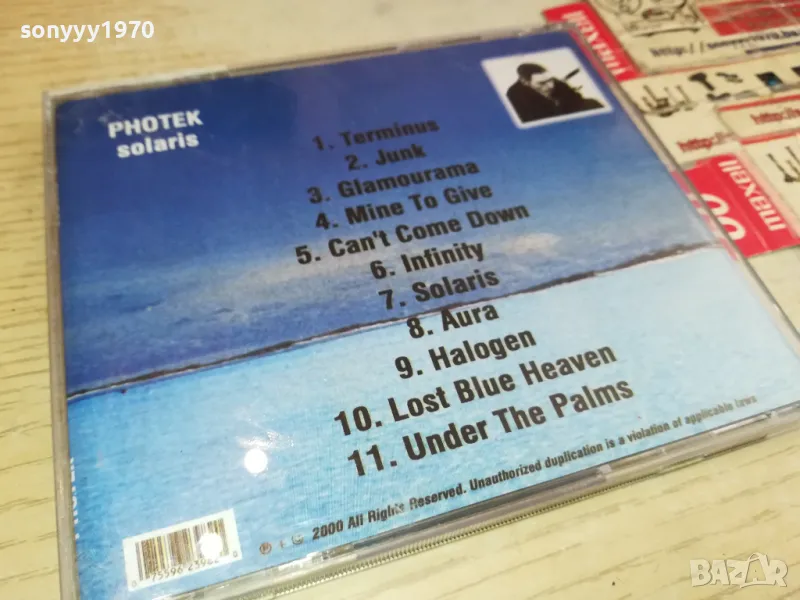 sonyyy1970
PHOTEK
solaris
1. Terminus
2. Junk
3. Glamourama
4. Mine To Give
5. Can't Come Down
6. Infinity
7. Solaris
8. Aura
9. Halogen
10. Lost Blue Heaven
11. Under The Palms
2000 All Rights Reserved. Unauthorized duplication is a violation of applicable laws
maxell
maxell
BAZAR